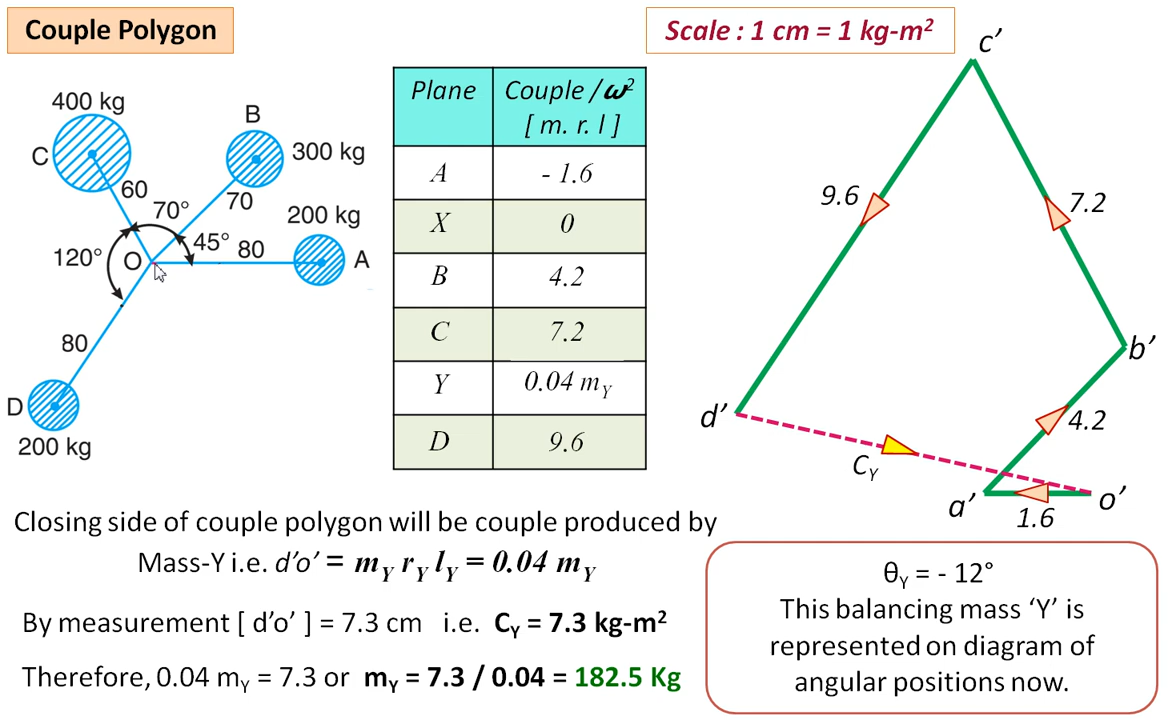 Couple Polygon
Scale : 1 cm = 1 kg-m²
400 kg
C
B
300 kg
60
70°
70
200 kg
120°
O
45°
80
A
80
D
200 kg
Plane Couple / ω² [ m. r. l ]
A - 1.6
X 0
B 4.2
C 7.2
Y 0.04 mY
D 9.6
c’
9.6
7.2
b’
d’
4.2
CY
a’
o’
1.6
Closing side of couple polygon will be couple produced by
Mass-Y i.e. d’o’ = mY rY lY = 0.04 mY
By measurement [ d’o’ ] = 7.3 cm i.e. CY = 7.3 kg-m²
Therefore, 0.04 mY = 7.3 or mY = 7.3 / 0.04 = 182.5 Kg
θY = - 12°
This balancing mass ‘Y’ is
represented on diagram of
angular positions now.